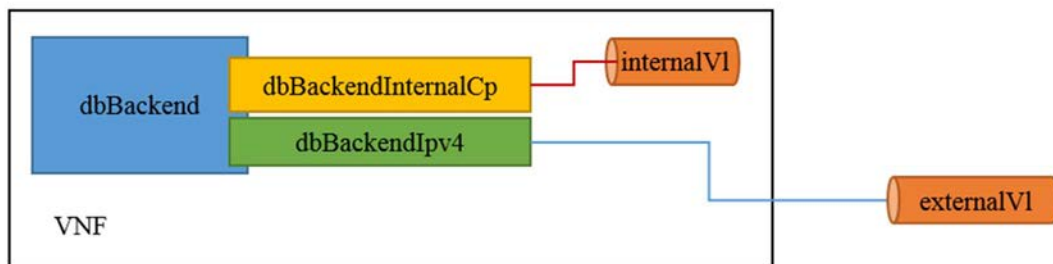 dbBackend
dbBackendInternalCp
internalVl
dbBackendIpv4
externalVl
VNF